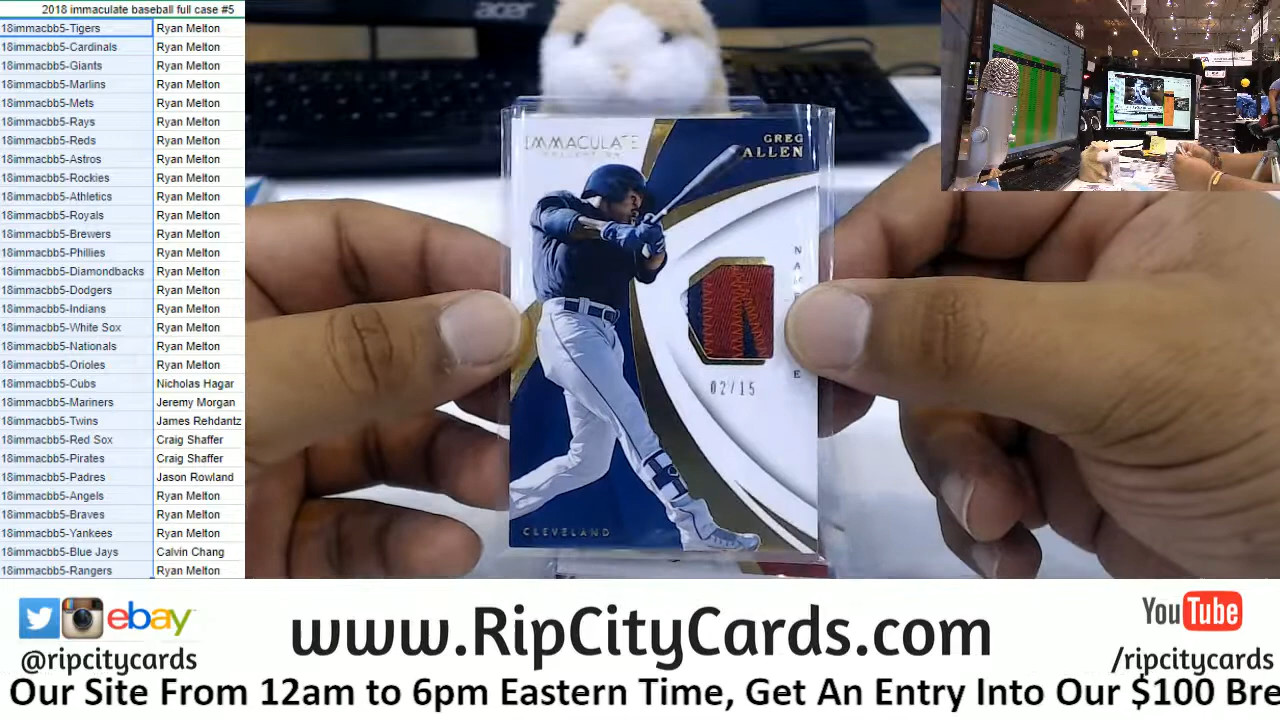 2018 immaculate baseball full case #5
18immacbb5-Tigers Ryan Melton
18immacbb5-Cardinals Ryan Melton
18immacbb5-Giants Ryan Melton
18immacbb5-Marlins Ryan Melton
18immacbb5-Mets Ryan Melton
18immacbb5-Rays Ryan Melton
18immacbb5-Reds Ryan Melton
18immacbb5-Astros Ryan Melton
18immacbb5-Rockies Ryan Melton
18immacbb5-Athletics Ryan Melton
18immacbb5-Royals Ryan Melton
18immacbb5-Brewers Ryan Melton
18immacbb5-Phillies Ryan Melton
18immacbb5-Diamondbacks Ryan Melton
18immacbb5-Dodgers Ryan Melton
18immacbb5-Indians Ryan Melton
18immacbb5-White Sox Ryan Melton
18immacbb5-Nationals Ryan Melton
18immacbb5-Orioles Ryan Melton
18immacbb5-Cubs Nicholas Hagar
18immacbb5-Mariners Jeremy Morgan
18immacbb5-Twins James Rehdantz
18immacbb5-Red Sox Craig Shaffer
18immacbb5-Pirates Craig Shaffer
18immacbb5-Padres Jason Rowland
18immacbb5-Angels Ryan Melton
18immacbb5-Braves Ryan Melton
18immacbb5-Yankees Ryan Melton
18immacbb5-Blue Jays Calvin Chang
18immacbb5-Rangers Ryan Melton
acer
IMMACULATE
COLLECTION
GREG
ALLEN
02/15
CLEVELAND
ebay
@ripcitycards
www.RipCityCards.com
YouTube
/ripcitycards
Our Site From 12am to 6pm Eastern Time, Get An Entry Into Our $100 Bre